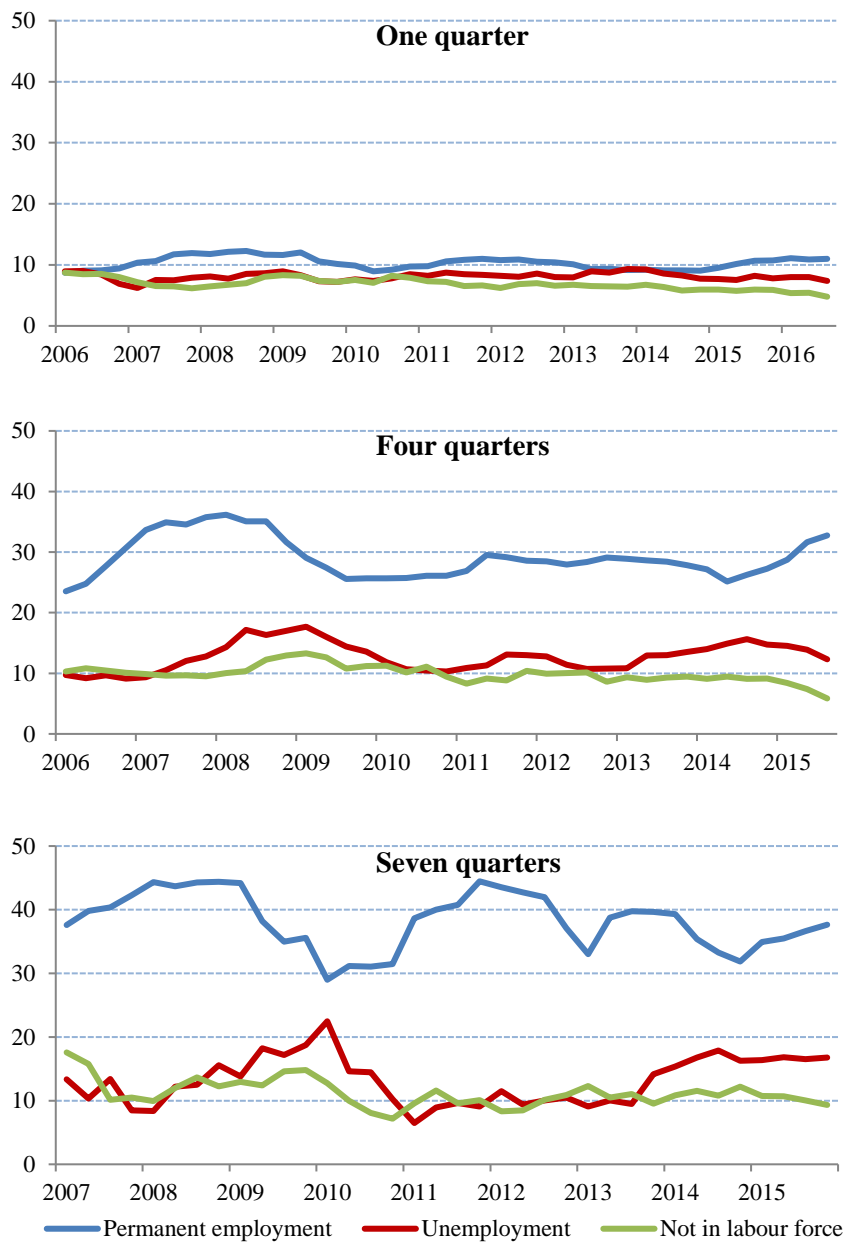 One quarter
50
40
30
20
10
0
2006 2007 2008 2009 2010 2011 2012 2013 2014 2015 2016
Four quarters
50
40
30
20
10
0
2006 2007 2008 2009 2010 2011 2012 2013 2014 2015
Seven quarters
50
40
30
20
10
0
2007 2008 2009 2010 2011 2012 2013 2014 2015
Permanent employment Unemployment Not in labour force